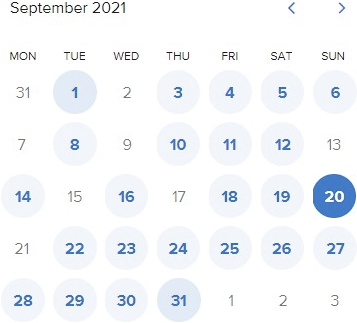 September 2021
MON TUE WED THU FRI SAT SUN
31 1 2 3 4 5 6
7 8 9 10 11 12 13
14 15 16 17 18 19 20
21 22 23 24 25 26 27
28 29 30 31 1 2 3